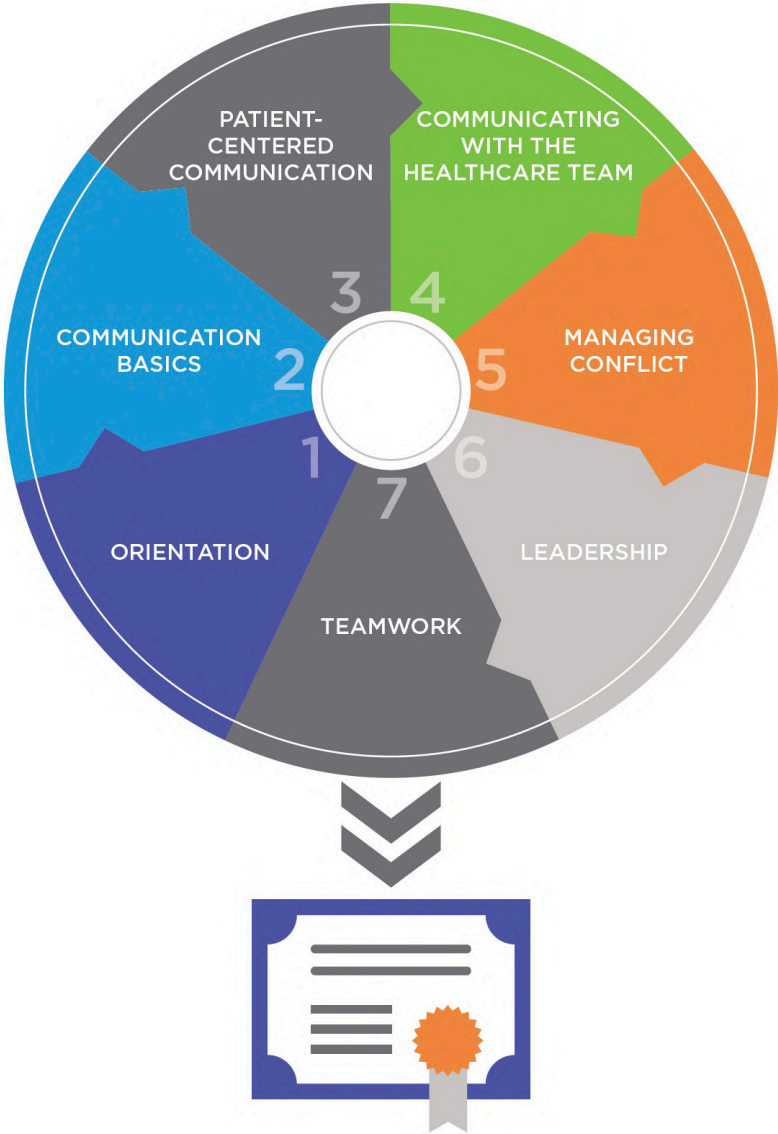 PATIENT-
CENTERED
COMMUNICATION
3
COMMUNICATING
WITH THE
HEALTHCARE TEAM
4
COMMUNICATION
BASICS
2
MANAGING
CONFLICT
5
ORIENTATION
1
LEADERSHIP
6
TEAMWORK
7